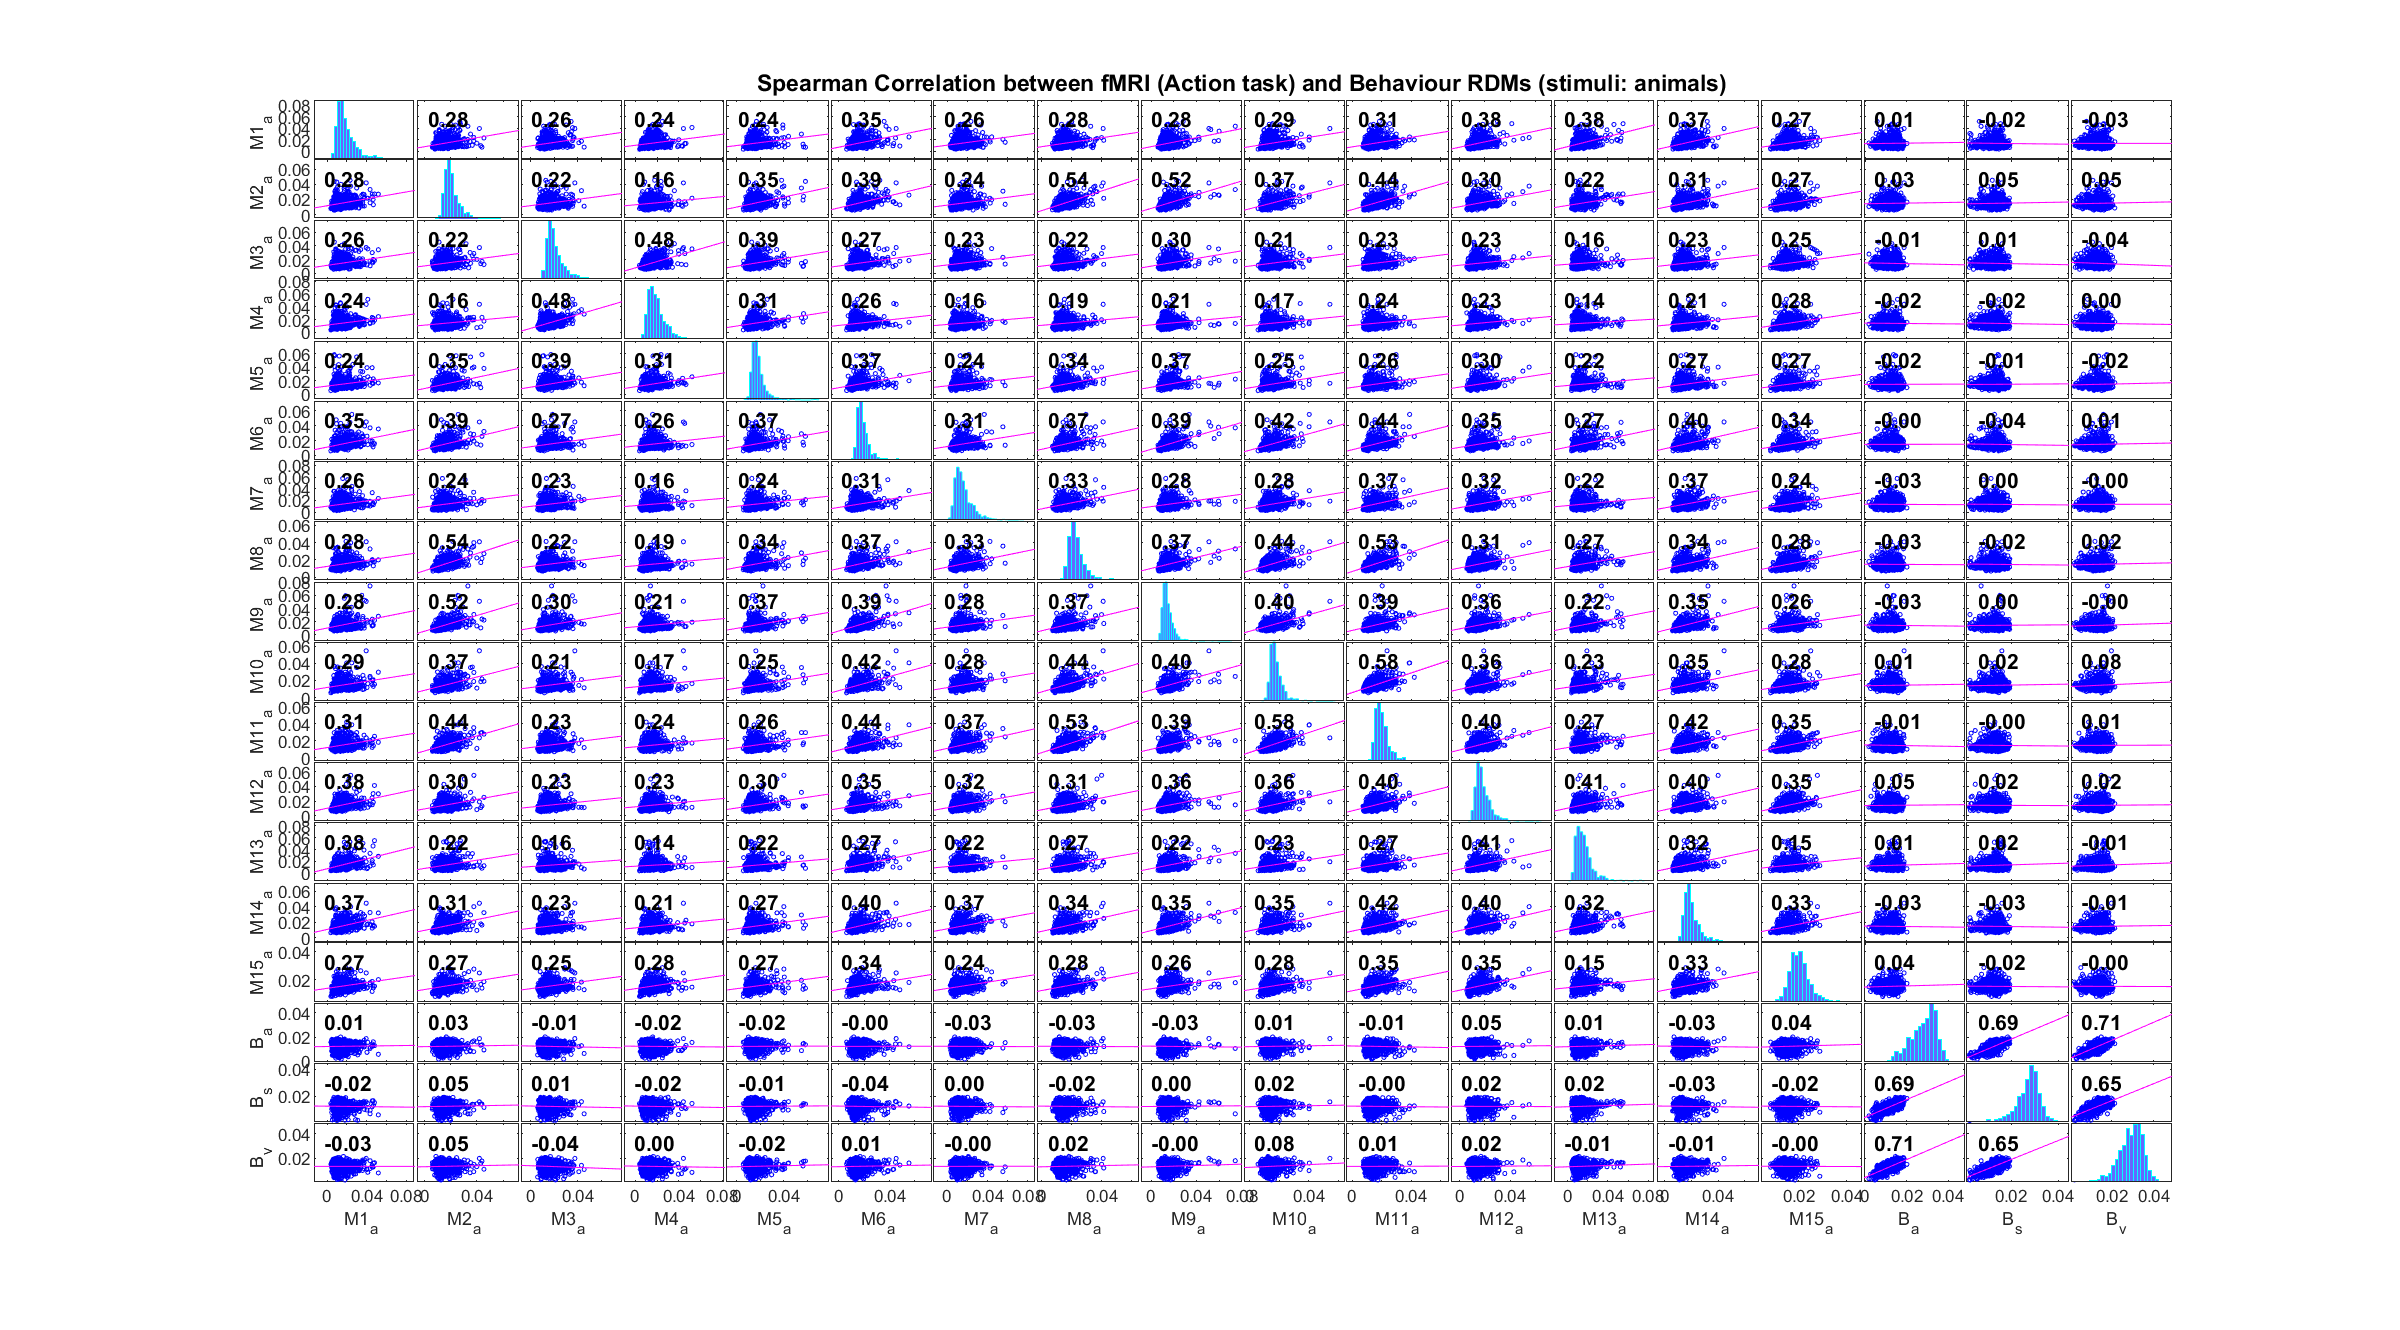 Spearman Correlation between fMRI (Action task) and Behaviour RDMs (stimuli: animals)
M1a 0.08 0.06 0.04 0.02 0 0.28 0.26 0.24 0.24 0.35 0.26 0.28 0.28 0.29 0.31 0.38 0.38 0.37 0.27 0.01 -0.02 -0.03
M2a 0.06 0.04 0.02 0 0.28 0.22 0.16 0.35 0.39 0.24 0.54 0.52 0.37 0.44 0.30 0.22 0.31 0.27 0.03 0.05 0.05
M3a 0.06 0.04 0.02 0 0.26 0.22 0.48 0.39 0.27 0.23 0.22 0.30 0.21 0.23 0.23 0.16 0.23 0.25 -0.01 0.01 -0.04
M4a 0.08 0.06 0.04 0.02 0 0.24 0.16 0.48 0.31 0.26 0.16 0.19 0.21 0.17 0.24 0.23 0.14 0.21 0.28 -0.02 -0.02 0.00
M5a 0.06 0.04 0.02 0 0.24 0.35 0.39 0.31 0.37 0.24 0.34 0.37 0.25 0.26 0.30 0.22 0.27 0.27 -0.02 -0.01 -0.02
M6a 0.06 0.04 0.02 0 0.35 0.39 0.27 0.26 0.37 0.31 0.37 0.39 0.42 0.44 0.35 0.27 0.40 0.34 -0.00 -0.04 0.01
M7a 0.08 0.06 0.04 0.02 0 0.26 0.24 0.23 0.16 0.24 0.31 0.33 0.28 0.28 0.37 0.32 0.22 0.37 0.24 -0.03 0.00 -0.00
M8a 0.06 0.04 0.02 0 0.28 0.54 0.22 0.19 0.34 0.37 0.33 0.37 0.44 0.53 0.31 0.27 0.34 0.28 -0.03 -0.02 0.02
M9a 0.08 0.06 0.04 0.02 0 0.28 0.52 0.30 0.21 0.37 0.39 0.28 0.37 0.40 0.39 0.36 0.22 0.35 0.26 -0.03 0.00 -0.00
M10a 0.06 0.04 0.02 0 0.29 0.37 0.21 0.17 0.25 0.42 0.28 0.44 0.40 0.58 0.36 0.23 0.35 0.28 0.01 0.02 0.08
M11a 0.06 0.04 0.02 0 0.31 0.44 0.23 0.24 0.26 0.44 0.37 0.53 0.39 0.58 0.40 0.27 0.42 0.35 -0.01 -0.00 0.01
M12a 0.06 0.04 0.02 0 0.38 0.30 0.23 0.23 0.30 0.35 0.32 0.31 0.36 0.36 0.40 0.41 0.40 0.35 0.05 0.02 0.02
M13a 0.08 0.06 0.04 0.02 0 0.38 0.22 0.16 0.14 0.22 0.27 0.22 0.27 0.22 0.23 0.27 0.41 0.32 0.15 0.01 0.02 -0.01
M14a 0.06 0.04 0.02 0 0.37 0.31 0.23 0.21 0.27 0.40 0.37 0.34 0.35 0.35 0.42 0.40 0.32 0.33 -0.03 -0.03 -0.01
M15a 0.04 0.02 0.27 0.27 0.25 0.28 0.27 0.34 0.24 0.28 0.26 0.28 0.35 0.35 0.15 0.33 0.04 -0.02 -0.00
Ba 0.04 0.02 0 0.01 0.03 -0.01 -0.02 -0.02 -0.00 -0.03 -0.03 -0.03 0.01 -0.01 0.05 0.01 -0.03 0.04 0.69 0.71
Bs 0.04 0.02 -0.02 0.05 0.01 -0.02 -0.01 -0.04 0.00 -0.02 0.00 0.02 -0.00 0.02 0.02 -0.03 -0.02 0.69 0.65
Bv 0.04 0.02 -0.03 0.05 -0.04 0.00 -0.02 0.01 -0.00 0.02 -0.00 0.08 0.01 0.02 -0.01 -0.01 -0.00 0.71 0.65
0 0.04 0.08 0 0.04 0 0.04 0 0.04 0.08 0 0.04 0 0.04 0 0.04 0.08 0 0.04 0 0.04 0.08 0 0.04 0 0.04 0 0.04 0 0.04 0.08 0 0.04 0.02 0.04 0 0.02 0.04 0.02 0.04 0.02 0.04
M1a M2a M3a M4a M5a M6a M7a M8a M9a M10a M11a M12a M13a M14a M15a Ba Bs Bv